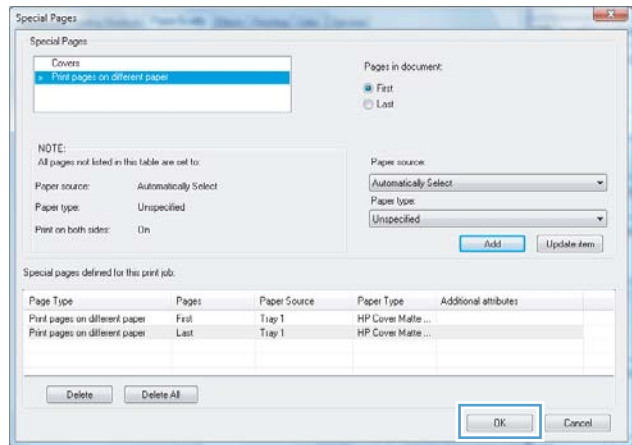 Special Pages
Special Pages
Covers
» Print pages on different paper
Pages in document:
First
Last
NOTE:
All pages not listed in this table are set to:
Paper source: Automatically Select
Paper type: Unspecified
Print on both sides: On
Paper source:
Automatically Select
Paper type:
Unspecified
Add Update item
Special pages defined for this print job.
Page Type Pages Paper Source Paper Type Additional attributes
Print pages on different paper First Tray 1 HP Cover Matte ...
Print pages on different paper Last Tray 1 HP Cover Matte ...
Delete Delete All
OK Cancel